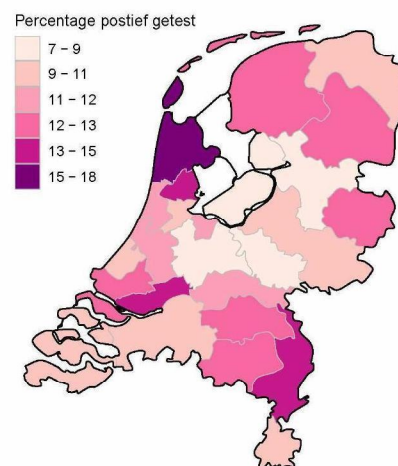 Percentage postief getest
7 – 9
9 – 11
11 – 12
12 – 13
13 – 15
15 – 18